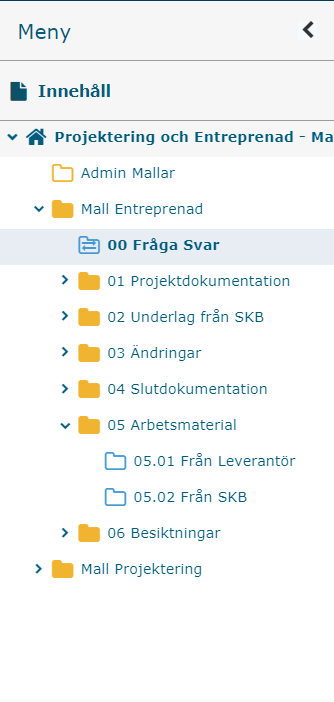 Meny
Innehåll
Projektering och Entreprenad - Ma
Admin Mallar
Mall Entreprenad
00 Fråga Svar
01 Projektdokumentation
02 Underlag från SKB
03 Ändringar
04 Slutdokumentation
05 Arbetsmaterial
05.01 Från Leverantör
05.02 Från SKB
06 Besiktningar
Mall Projektering